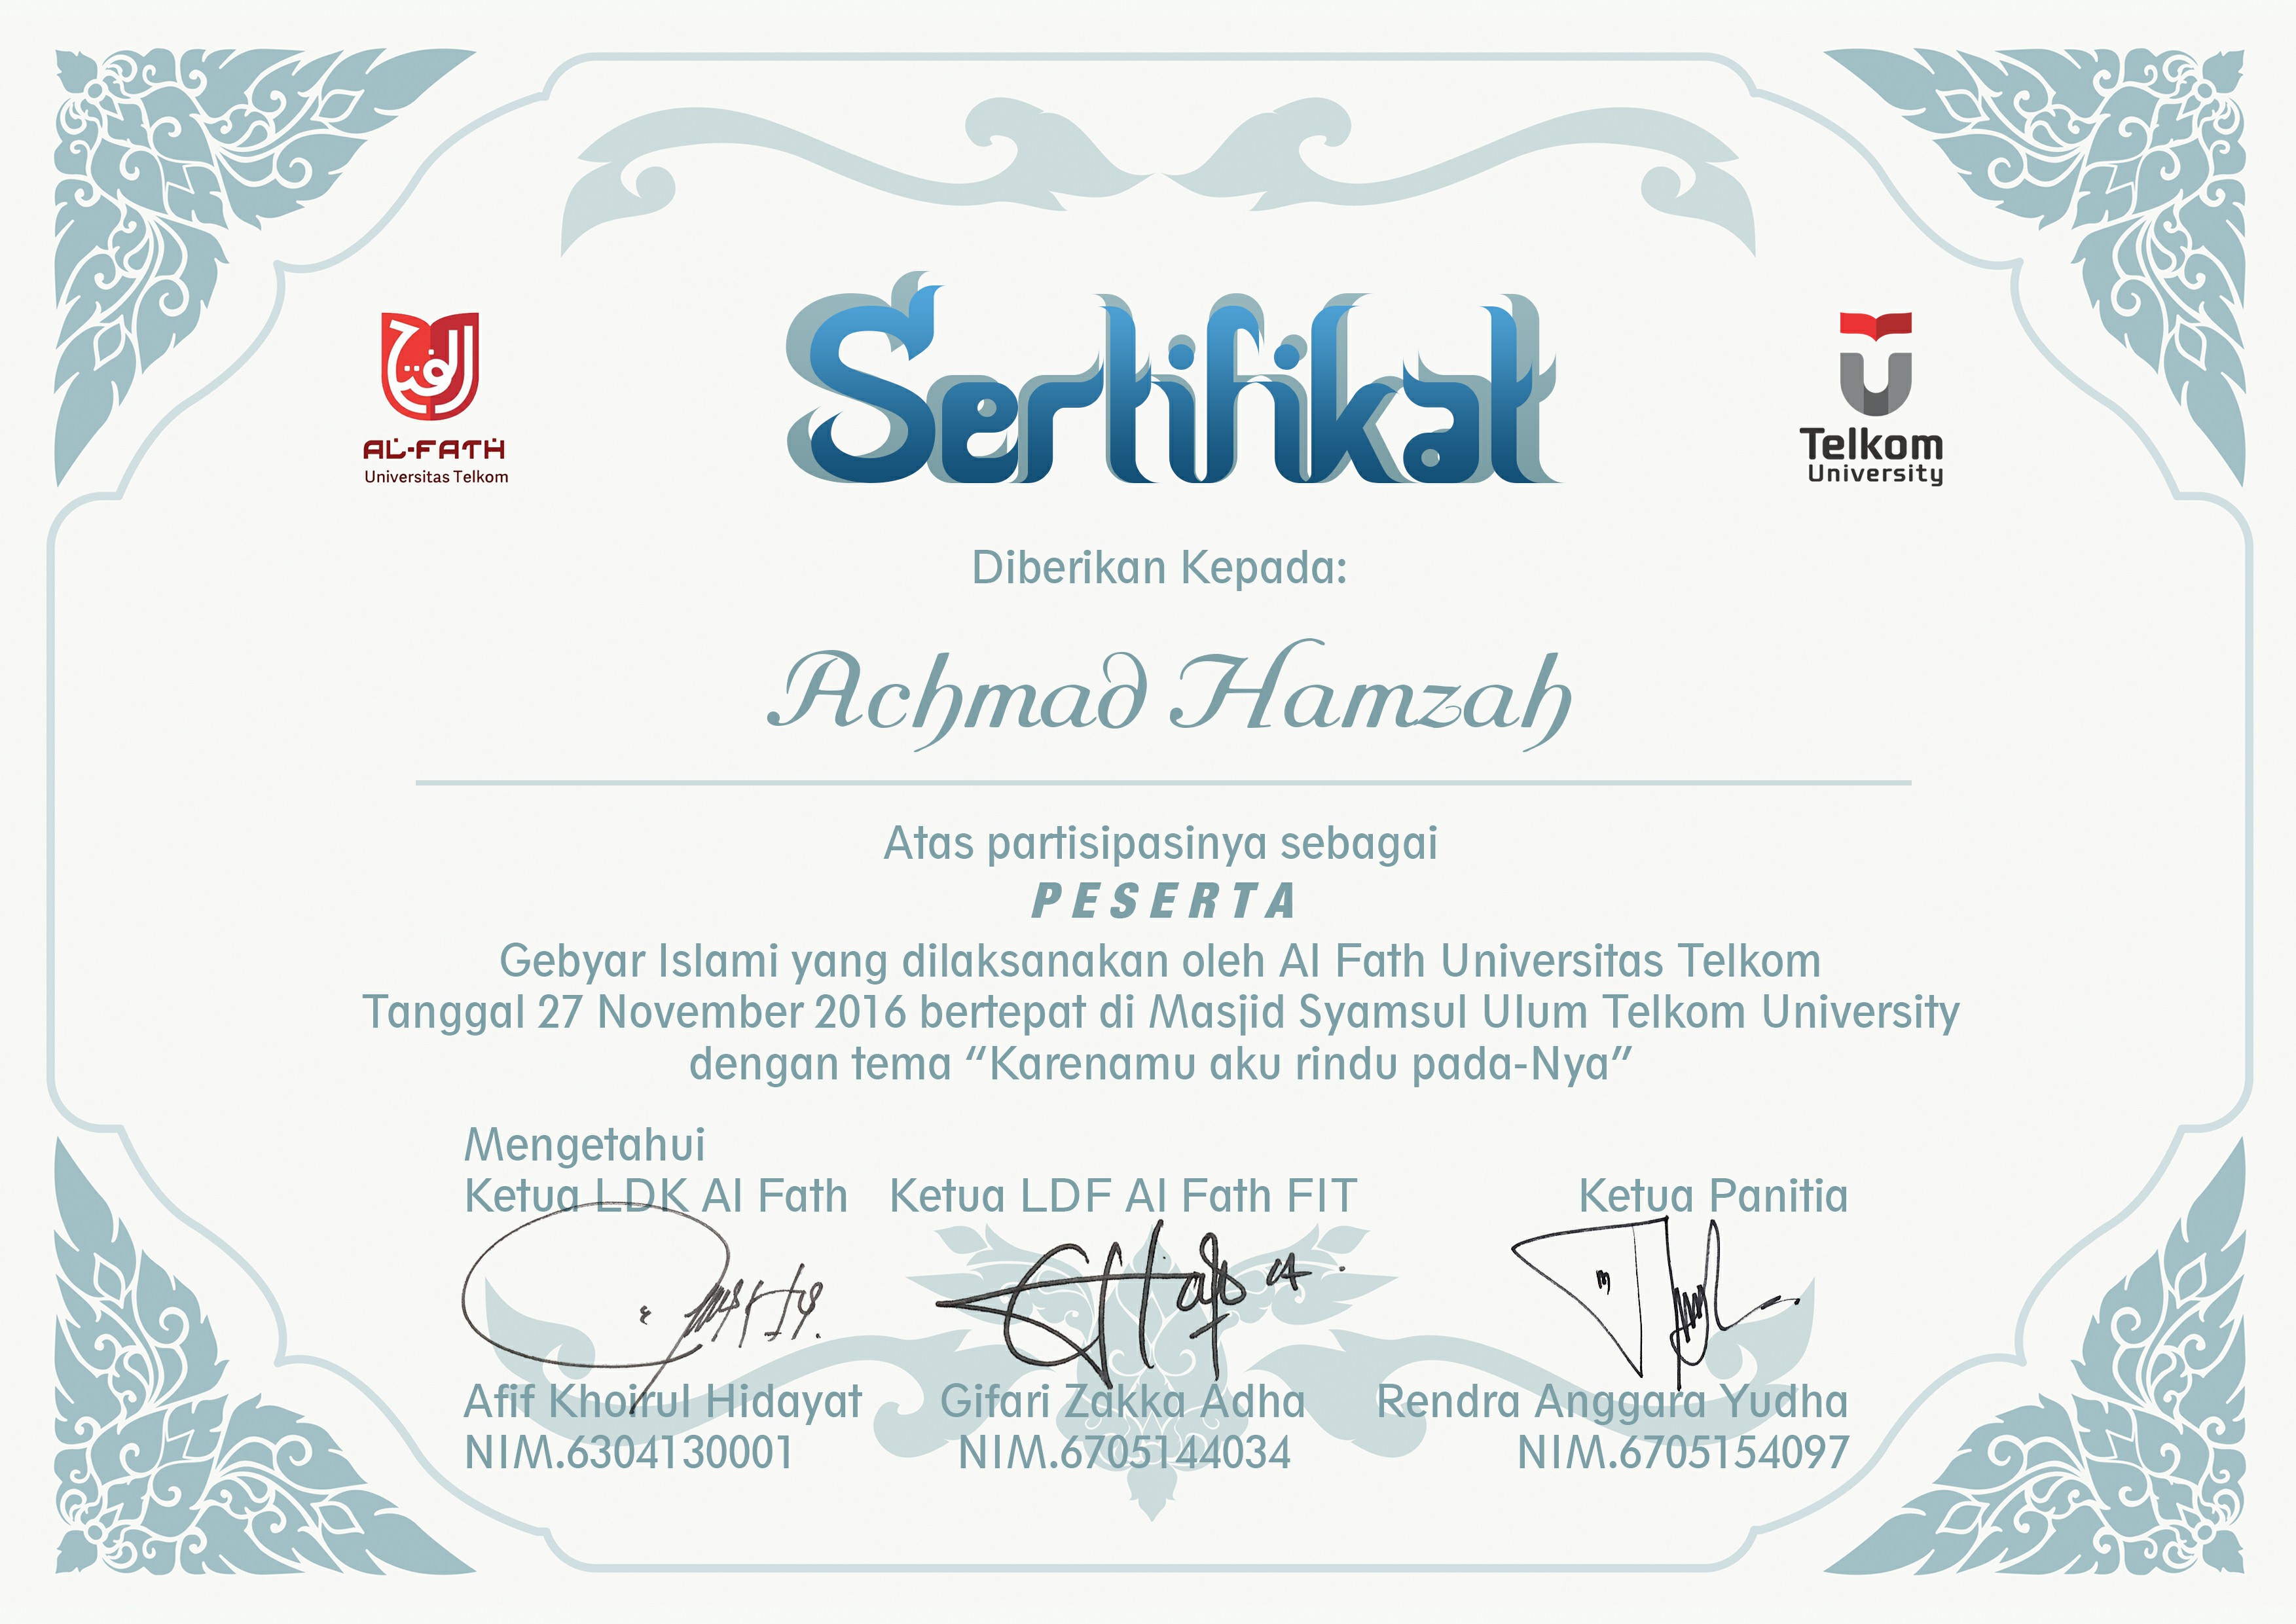 الفتح
AL-FATH
Universitas Telkom
Sertifikat
Telkom
University
Diberikan Kepada:
Achmad Hamzah
Atas partisipasinya sebagai
PESERTA
Gebyar Islami yang dilaksanakan oleh Al Fath Universitas Telkom
Tanggal 27 November 2016 bertepat di Masjid Syamsul Ulum Telkom University
dengan tema “Karenamu aku rindu pada-Nya”
Mengetahui
Ketua LDK Al Fath
Ketua LDF Al Fath FIT
Ketua Panitia
Afif Khoirul Hidayat
Gifari Zakka Adha
Rendra Anggara Yudha
NIM.6304130001
NIM.6705144034
NIM.6705154097